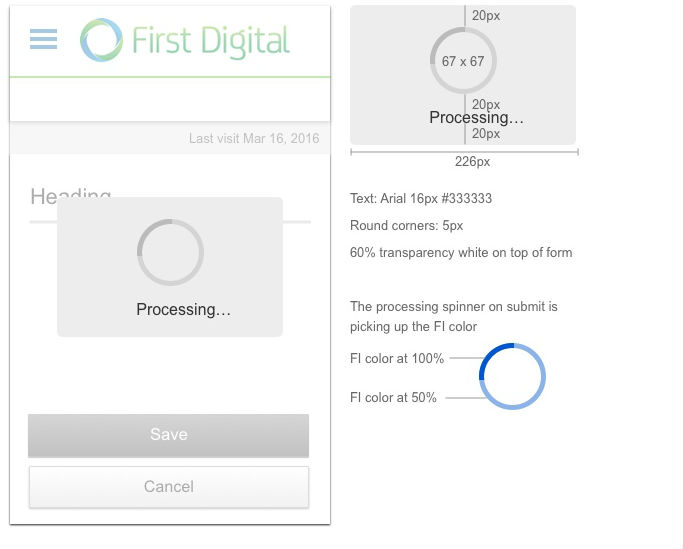 First Digital
Last visit Mar 16, 2016
Heading
Processing...
Save
Cancel
20px
67 x 67
20px
Processing...
20px
226px
Text: Arial 16px #333333
Round corners: 5px
60% transparency white on top of form
The processing spinner on submit is
picking up the FI color
FI color at 100%
FI color at 50%